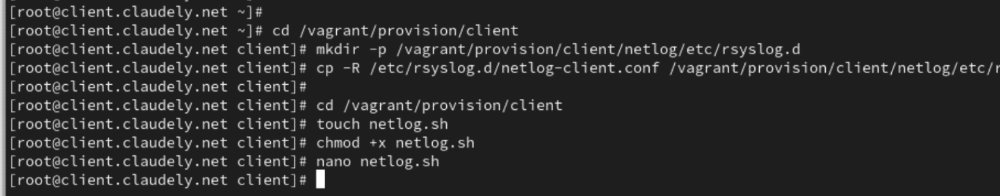 [root@client.claudely.net ~]#
[root@client.claudely.net ~]# cd /vagrant/provision/client
[root@client.claudely.net client]# mkdir -p /vagrant/provision/client/netlog/etc/rsyslog.d
[root@client.claudely.net client]# cp -R /etc/rsyslog.d/netlog-client.conf /vagrant/provision/client/netlog/etc/r
[root@client.claudely.net client]#
[root@client.claudely.net client]# cd /vagrant/provision/client
[root@client.claudely.net client]# touch netlog.sh
[root@client.claudely.net client]# chmod +x netlog.sh
[root@client.claudely.net client]# nano netlog.sh
[root@client.claudely.net client]#